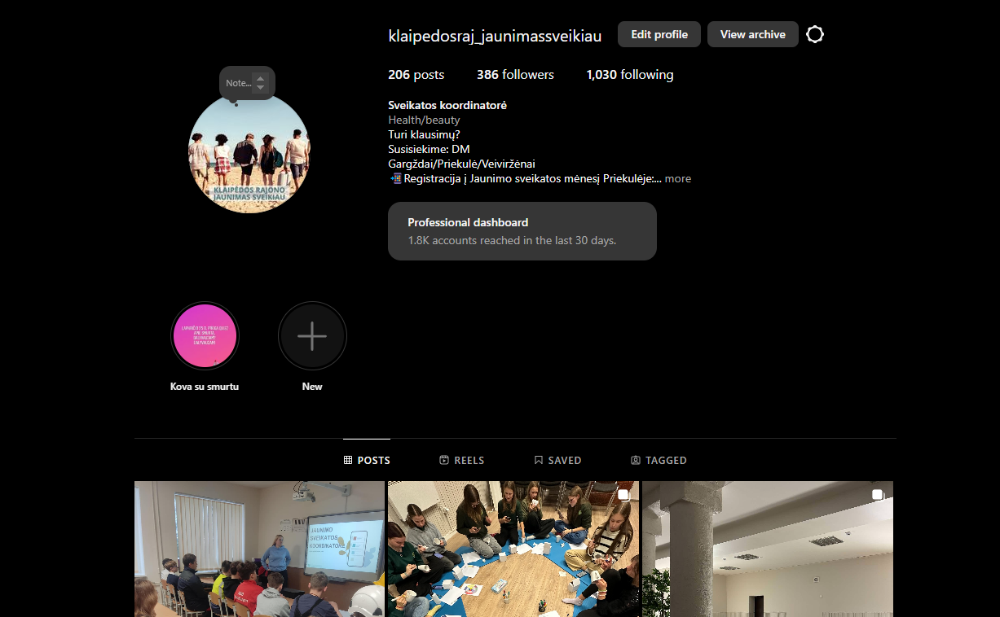 klaipedosraj_jaunimassveikiau
Edit profile
View archive
206 posts
386 followers
1,030 following
Note...
Sveikatos koordinatorė
Health/beauty
Turi klausimų?
Susisiekime: DM
Gargždai/Priekulė/Veiviržėnai
Registracija į Jaunimo sveikatos mėnesį Priekulėje:... more
KLAIPĖDOS RAJONO
JAUNIMAS SVEIKIAU
Professional dashboard
1.8K accounts reached in the last 30 days.
Kova su smurtu
New
POSTS
REELS
SAVED
TAGGED
JAUNIMO
SVEIKATOS
KOORDINATORĖ